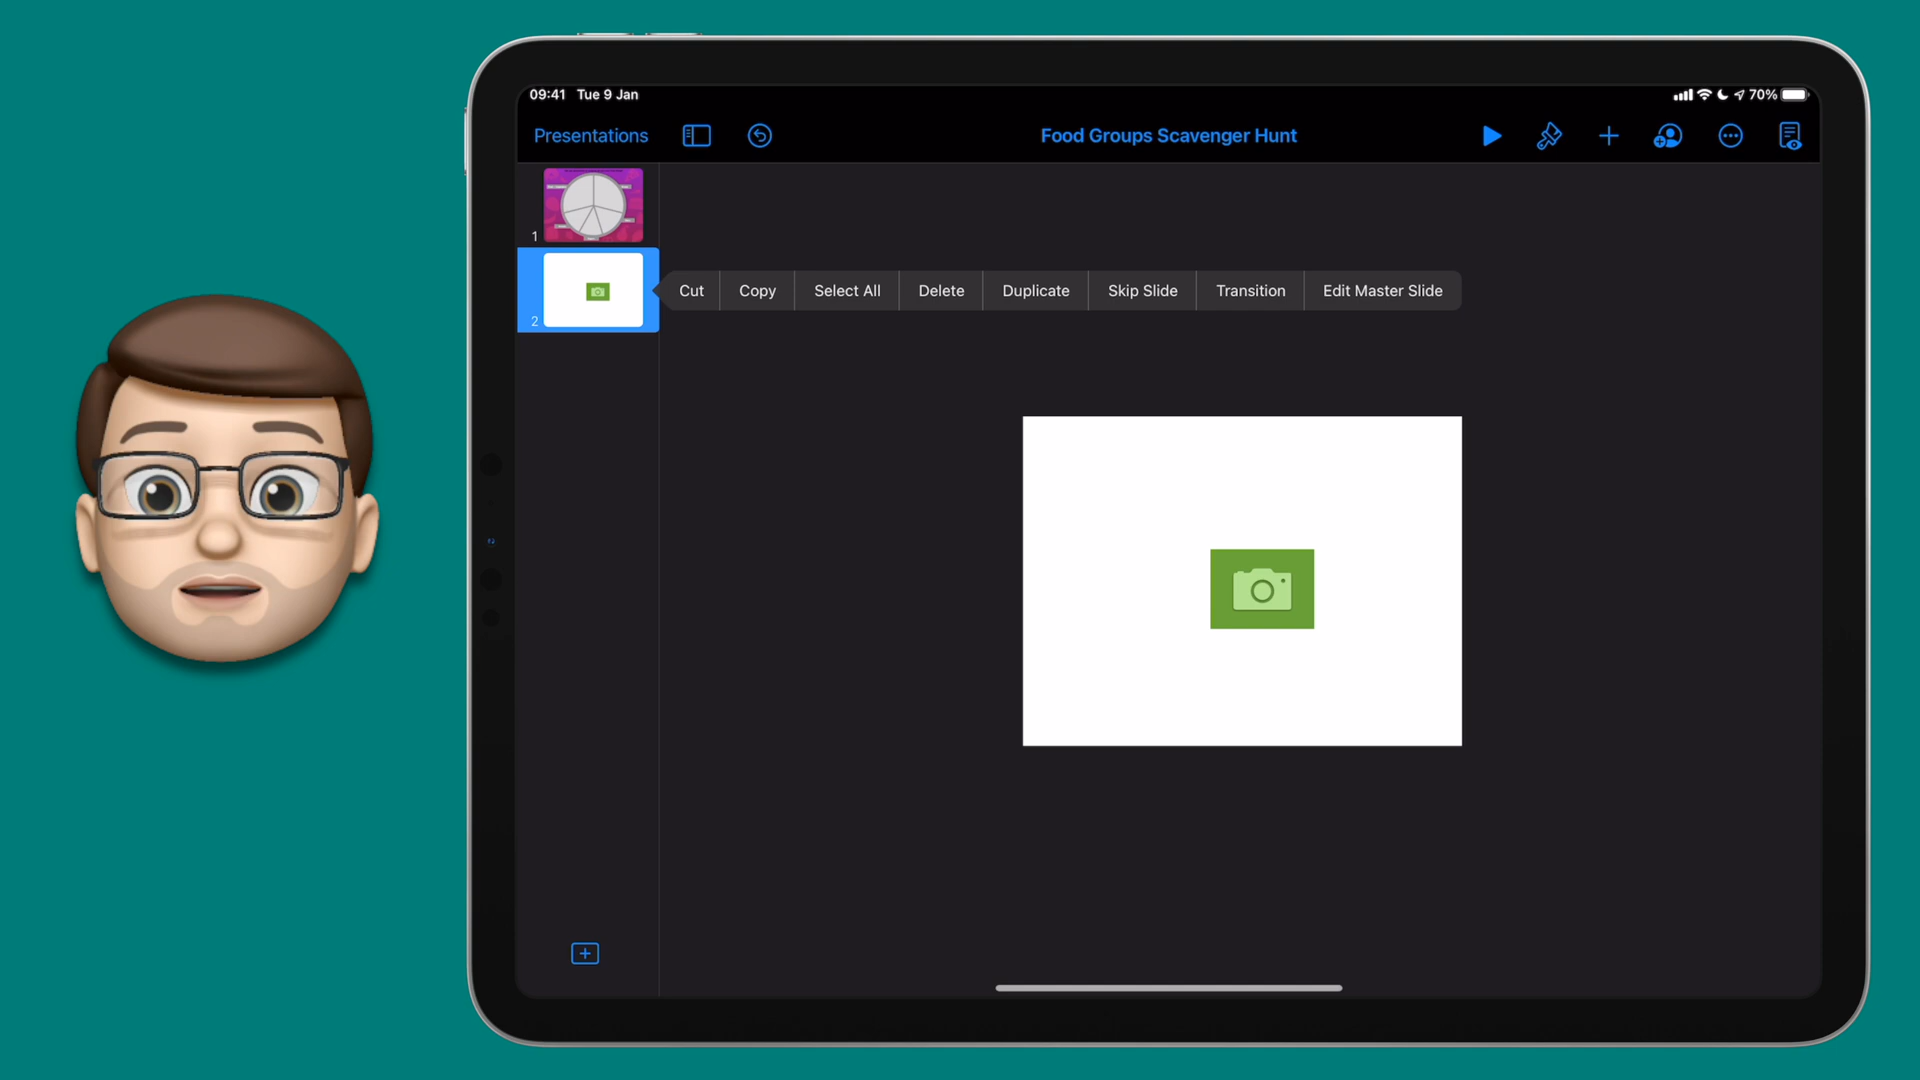 09:41 Tue 9 Jan
70%
Presentations
Food Groups Scavenger Hunt
1
2
Cut
Copy
Select All
Delete
Duplicate
Skip Slide
Transition
Edit Master Slide